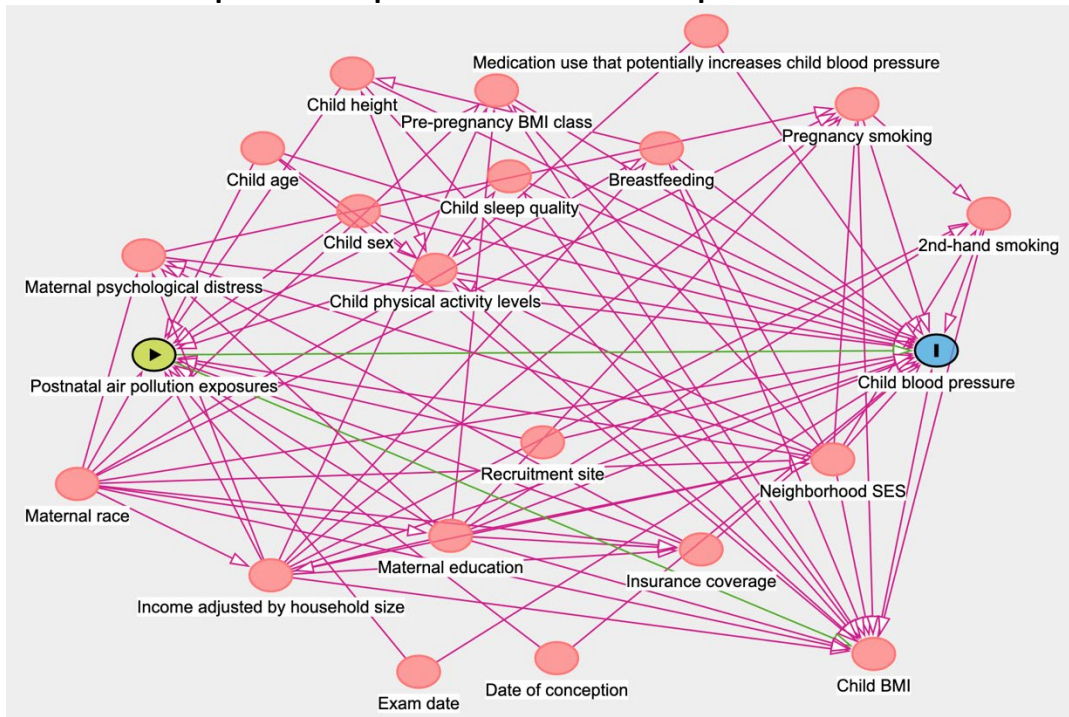 Medication use that potentially increases child blood pressure
Child height
Pre-pregnancy BMI class
Pregnancy smoking
Child age
Breastfeeding
Child sleep quality
Child sex
2nd-hand smoking
Maternal psychological distress
Child physical activity levels
Postnatal air pollution exposures
Child blood pressure
Recruitment site
Neighborhood SES
Maternal race
Maternal education
Insurance coverage
Income adjusted by household size
Child BMI
Date of conception
Exam date